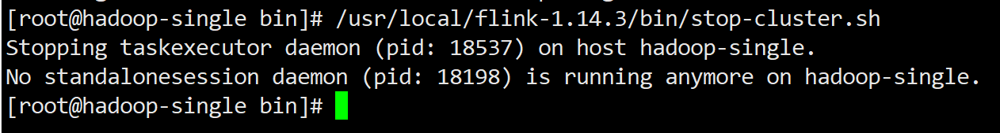 [root@hadoop-single bin]# /usr/local/flink-1.14.3/bin/stop-cluster.sh
Stopping taskexecutor daemon (pid: 18537) on host hadoop-single.
No standalonesession daemon (pid: 18198) is running anymore on hadoop-single.
[root@hadoop-single bin]#